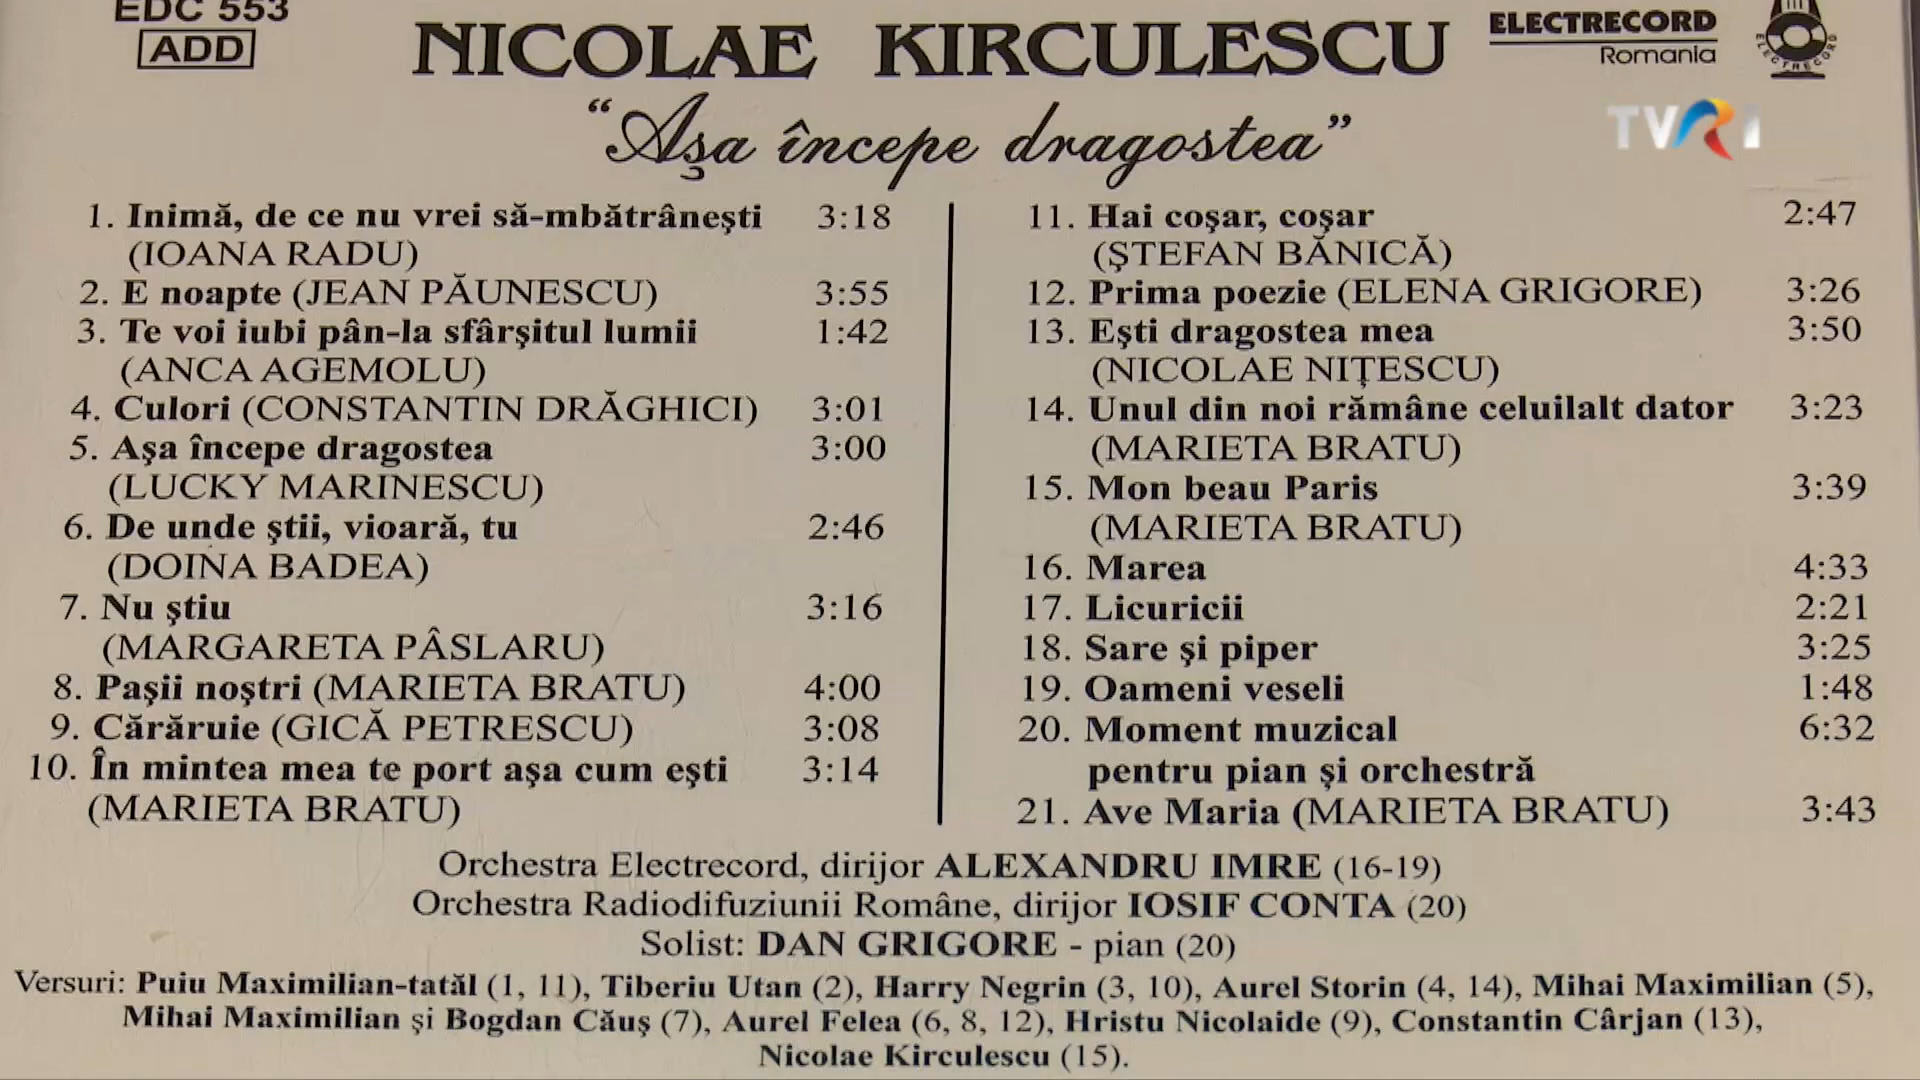 EDC 553
ADD
NICOLAE KIRCULESCU
ELECTRECORD
Romania
ELECTRECORD
"Aşa începe dragostea"
TVR1
1. Inimă, de ce nu vrei să-mbătrâneşti 3:18
(IOANA RADU)
2. E noapte (JEAN PĂUNESCU) 3:55
3. Te voi iubi pân-la sfârşitul lumii 1:42
(ANCA AGEMOLU)
4. Culori (CONSTANTIN DRĂGHICI) 3:01
5. Aşa începe dragostea 3:00
(LUCKY MARINESCU)
6. De unde ştii, vioară, tu 2:46
(DOINA BADEA)
7. Nu ştiu 3:16
(MARGARETA PÂSLARU)
8. Paşii noştri (MARIETA BRATU) 4:00
9. Cărăruie (GICĂ PETRESCU) 3:08
10. În mintea mea te port aşa cum eşti 3:14
(MARIETA BRATU)
11. Hai coşar, coşar 2:47
(ŞTEFAN BĂNICĂ)
12. Prima poezie (ELENA GRIGORE) 3:26
13. Eşti dragostea mea 3:50
(NICOLAE NIŢESCU)
14. Unul din noi rămâne celuilalt dator 3:23
(MARIETA BRATU)
15. Mon beau Paris 3:39
(MARIETA BRATU)
16. Marea 4:33
17. Licuricii 2:21
18. Sare şi piper 3:25
19. Oameni veseli 1:48
20. Moment muzical 6:32
pentru pian şi orchestră
21. Ave Maria (MARIETA BRATU) 3:43
Orchestra Electrecord, dirijor ALEXANDRU IMRE (16-19)
Orchestra Radiodifuziunii Române, dirijor IOSIF CONTA (20)
Solist: DAN GRIGORE - pian (20)
Versuri: Puiu Maximilian-tatăl (1, 11), Tiberiu Utan (2), Harry Negrin (3, 10), Aurel Storin (4, 14), Mihai Maximilian (5),
Mihai Maximilian şi Bogdan Căuş (7), Aurel Felea (6, 8, 12), Hristu Nicolaide (9), Constantin Cârjan (13),
Nicolae Kirculescu (15).